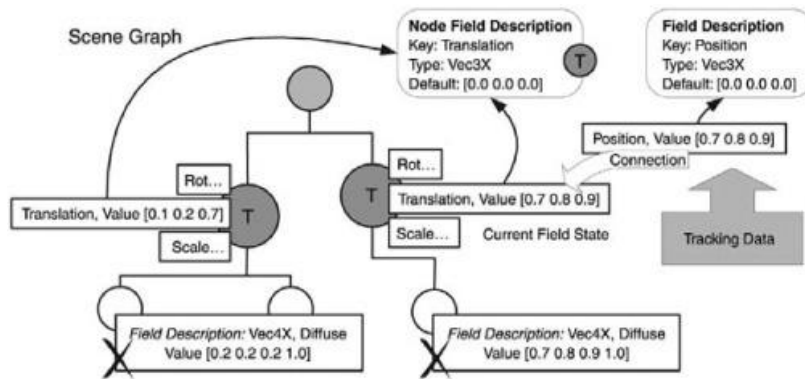 Scene Graph
Node Field Description
Key: Translation
Type: Vec3X
Default: [0.0 0.0 0.0]
T
Field Description
Key: Position
Type: Vec3X
Default: [0.0 0.0 0.0]
Position, Value [0.7 0.8 0.9]
Connection
Rot...
Translation, Value [0.1 0.2 0.7]
T
Scale...
Rot...
T
Translation, Value [0.7 0.8 0.9]
Scale...
Current Field State
Tracking Data
Field Description: Vec4X, Diffuse
Value [0.2 0.2 0.2 1.0]
Field Description: Vec4X, Diffuse
Value [0.7 0.8 0.9 1.0]